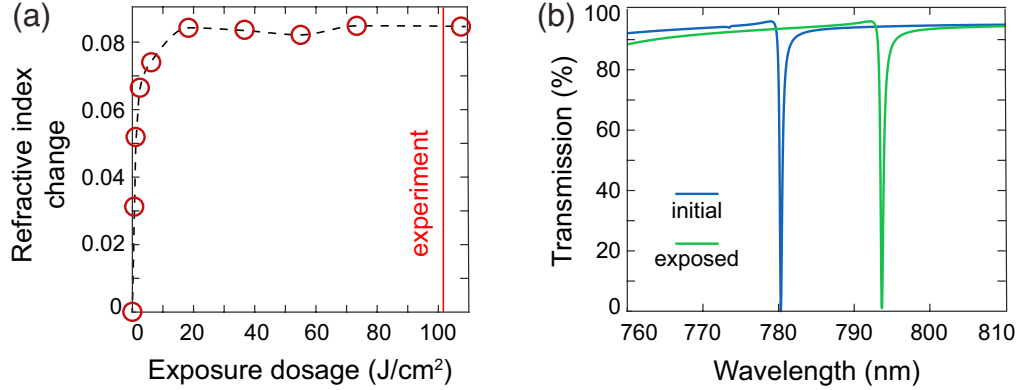 (a)
0.08
0.06
0.04
0.02
0
Refractive index
change
experiment
0 20 40 60 80 100
Exposure dosage (J/cm²)
(b)
100
80
60
40
20
0
Transmission (%)
initial
exposed
760 770 780 790 800 810
Wavelength (nm)